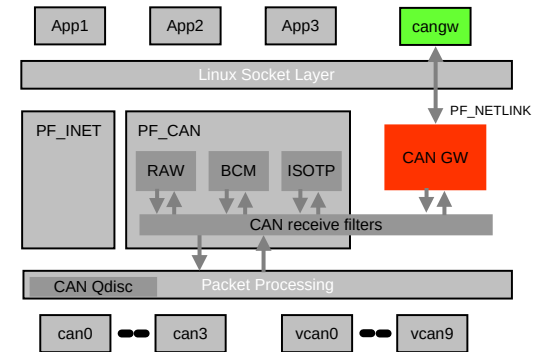 App1
App2
App3
cangw
Linux Socket Layer
PF_NETLINK
PF_INET
PF_CAN
CAN GW
RAW
BCM
ISOTP
CAN receive filters
CAN Qdisc
Packet Processing
can0
can3
vcan0
vcan9